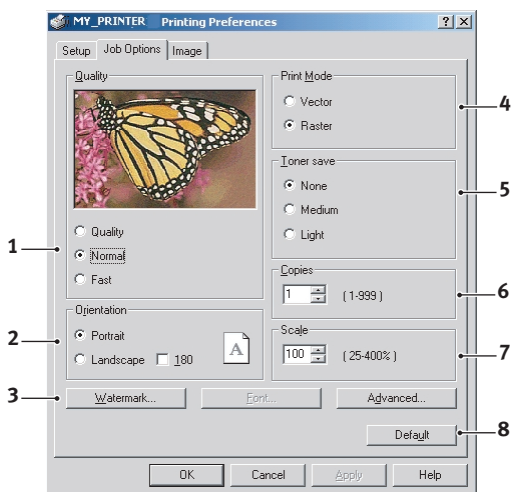 MY_PRINTER Printing Preferences
Setup Job Options Image
Quality
Quality
Normal
Fast
Orientation
Portrait
Landscape 180
A
Print Mode
Vector
Raster
Toner save
None
Medium
Light
Copies
1 (1-999)
Scale
100 (25-400%)
Watermark... Font... Advanced...
Default
OK Cancel Apply Help
1
2
3
4
5
6
7
8